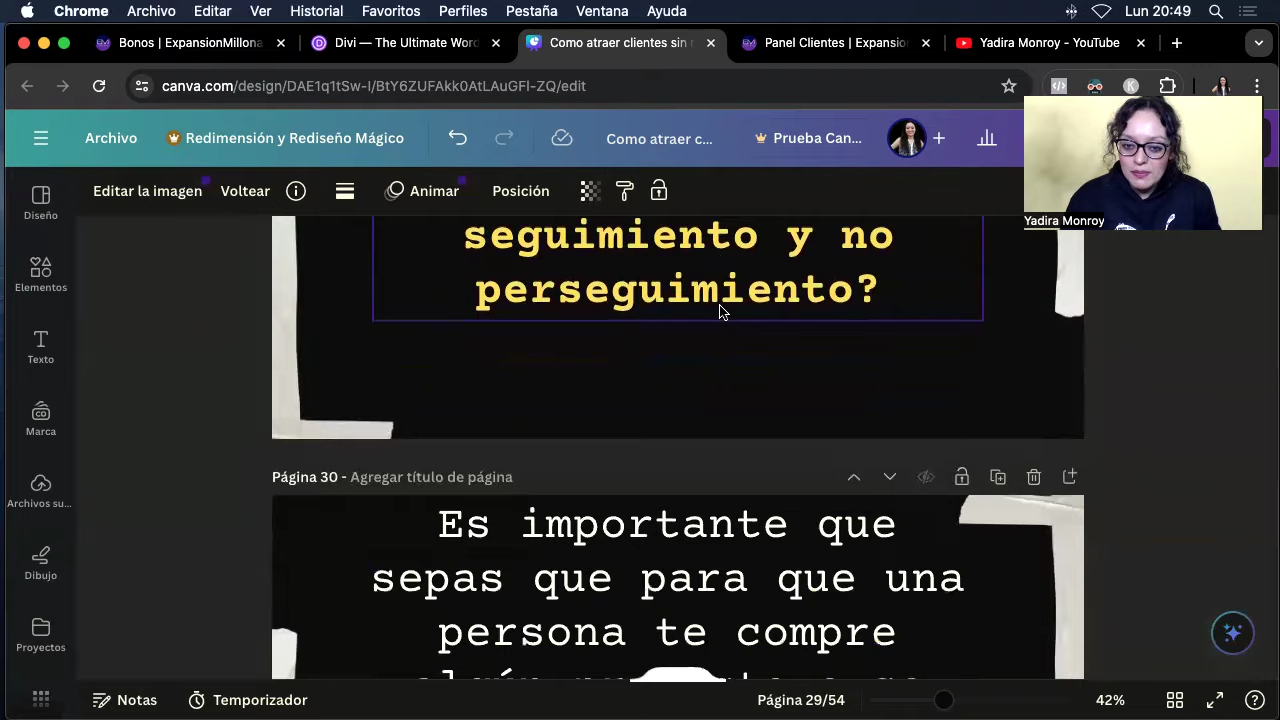 Chrome Archivo Editar Ver Historial Favoritos Perfiles Pestaña Ventana Ayuda Lun 20:49
Bonos | ExpansionMillona
Divi — The Ultimate Wor
Como atraer clientes sin
Panel Clientes | Expansio
Yadira Monroy - YouTube
canva.com/design/DAE1q1tSw-I/BtY6ZUFAkk0AtLAuGFl-ZQ/edit
Archivo Redimensión y Rediseño Mágico Como atraer c... Prueba Can...
Editar la imagen Voltear Animar Posición
Yadira Monroy
Diseño
Elementos
Texto
Marca
Archivos su...
Dibujo
Proyectos
seguimiento y no
perseguimiento?
Página 30 - Agregar título de página
Es importante que
sepas que para que una
persona te compre
Notas Temporizador Página 29/54 42%